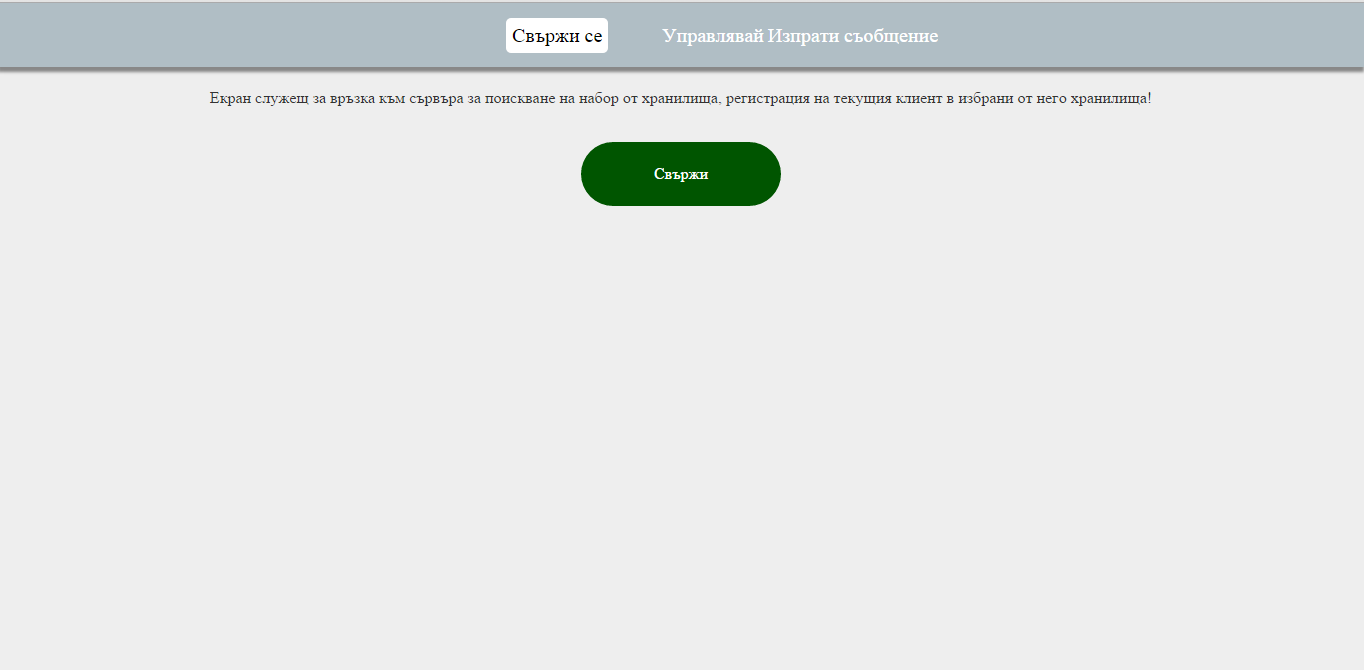 Свържи се Управлявай Изпрати съобщение
Екран служещ за връзка към сървъра за поискване на набор от хранилища, регистрация на текущия клиент в избрани от него хранилища!
Свържи